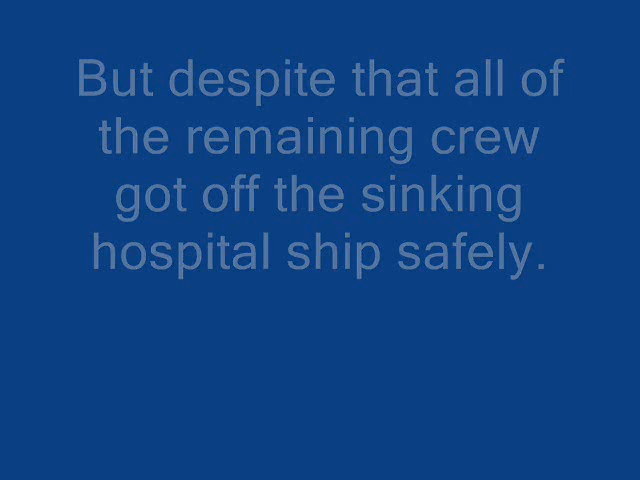 But despite that all of
the remaining crew
got off the sinking
hospital ship safely.